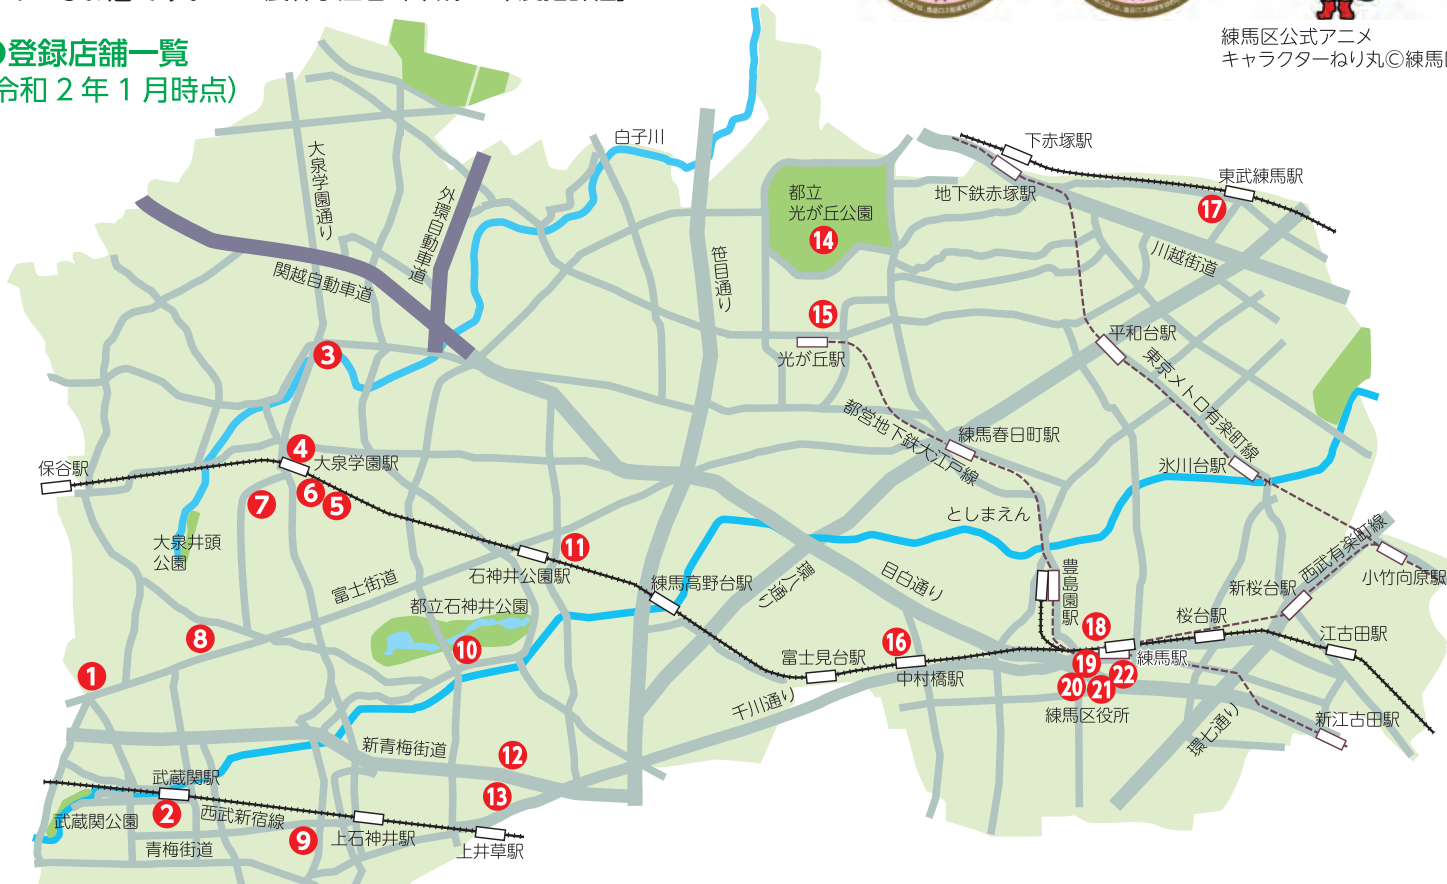 登録店舗一覧
令和2年1月時点）
練馬区公式アニメ
キャラクターねり丸©練馬
白子川
下赤塚駅
地下鉄赤塚駅
東武練馬駅
17
大泉学園通り
外環自動車道
関越自動車道
都立
光が丘公園
14
笹目通り
川越街道
15
光が丘駅
平和台駅
東京メトロ有楽町線
3
都営地下鉄大江戸線
練馬春日町駅
氷川台駅
保谷駅
4
大泉学園駅
7
6
5
としまえん
大泉井頭
公園
11
石神井公園駅
富士街道
都立石神井公園
練馬高野台駅
環八通り
目白通り
豊島園駅
西武有楽町線
小竹向原駅
新桜台駅
桜台駅
江古田駅
8
10
16
18
富士見台駅
中村橋駅
練馬駅
1
19
20
21
22
練馬区役所
千川通り
環七通り
新江古田駅
新青梅街道
12
13
武蔵関駅
2
武蔵関公園
西武新宿線
9
上石神井駅
上井草駅
青梅街道